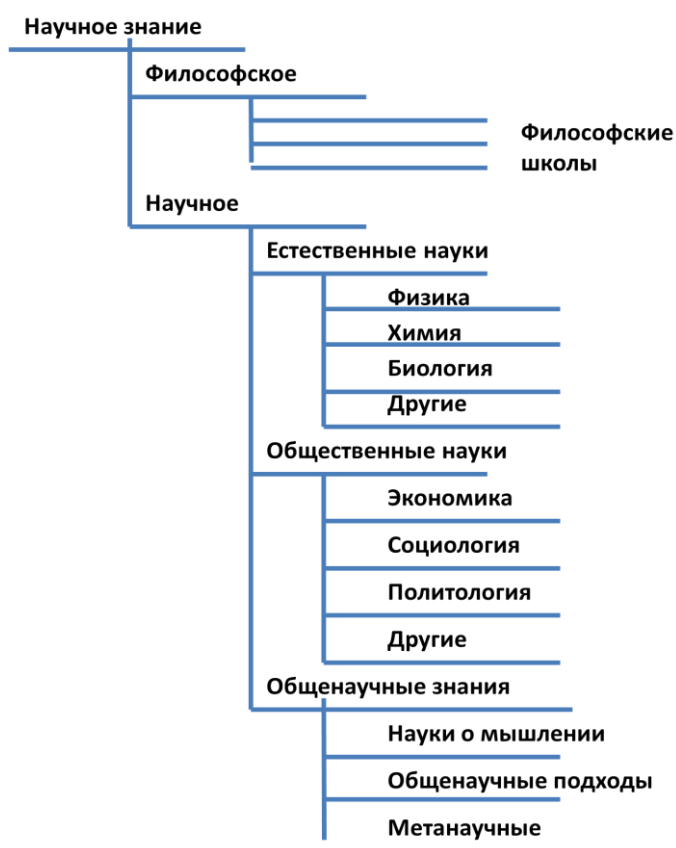 Научное знание
Философское
Философские
школы
Научное
Естественные науки
Физика
Химия
Биология
Другие
Общественные науки
Экономика
Социология
Политология
Другие
Общенаучные знания
Науки о мышлении
Общенаучные подходы
Метанаучные